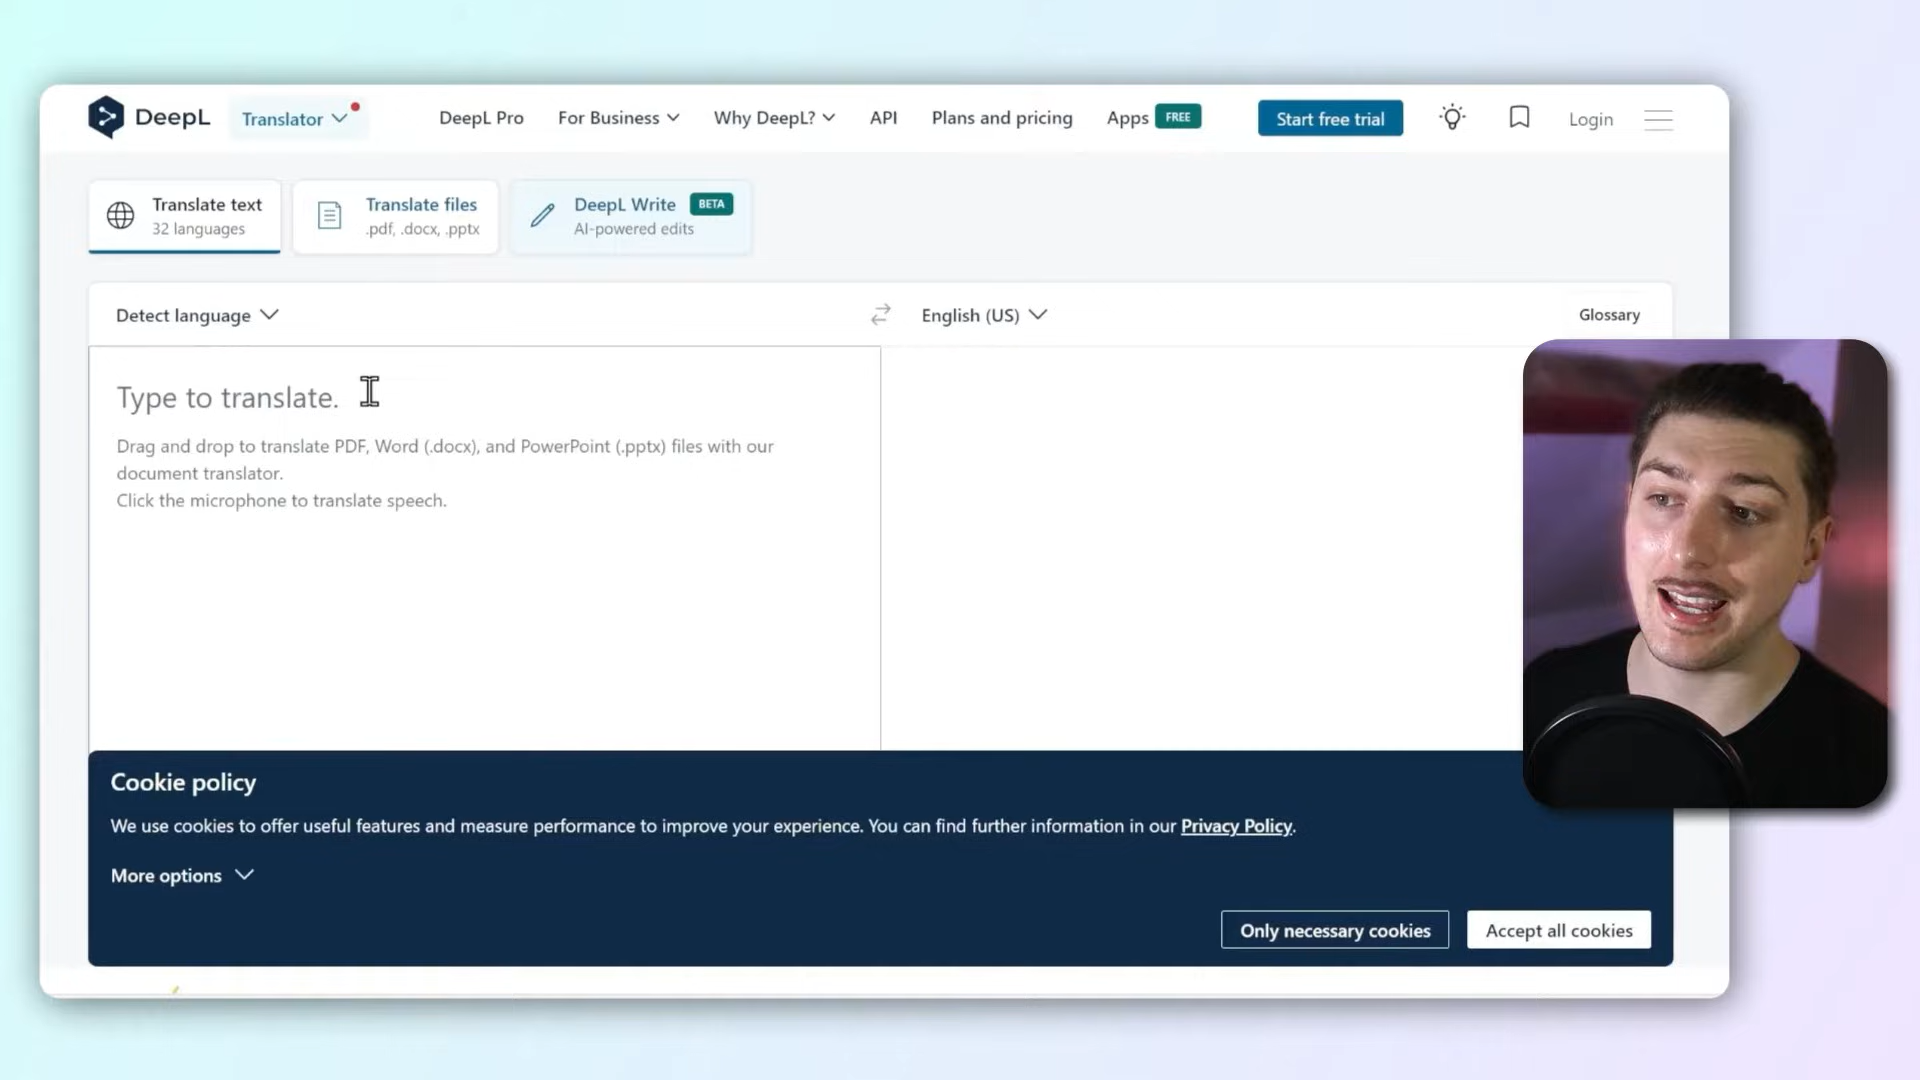 DeepL
Translator
DeepL Pro
For Business
Why DeepL?
API
Plans and pricing
Apps
FREE
Start free trial
Login
Translate text
32 languages
Translate files
.pdf, .docx, .pptx
DeepL Write
BETA
AI-powered edits
Detect language
English (US)
Glossary
Type to translate.
Drag and drop to translate PDF, Word (.docx), and PowerPoint (.pptx) files with our
document translator.
Click the microphone to translate speech.
Cookie policy
We use cookies to offer useful features and measure performance to improve your experience. You can find further information in our Privacy Policy.
More options
Only necessary cookies
Accept all cookies